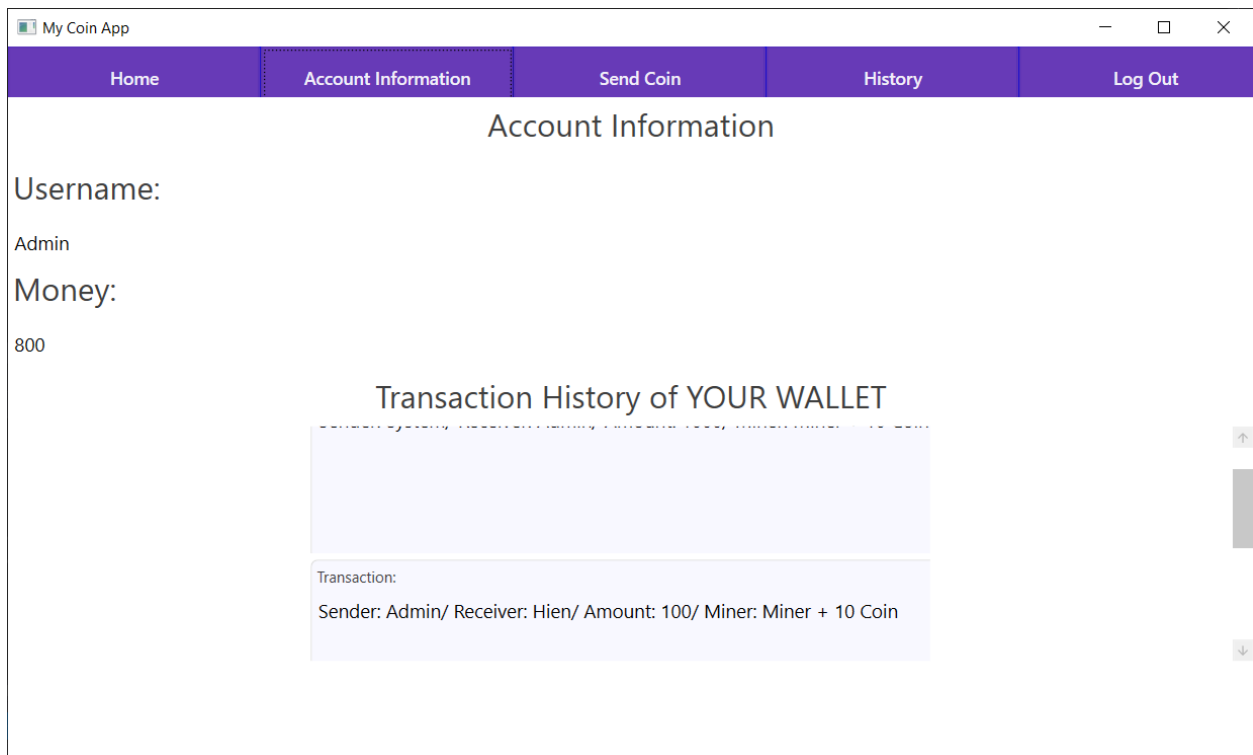 My Coin App
Home
Account Information
Send Coin
History
Log Out
Account Information
Username:
Admin
Money:
800
Transaction History of YOUR WALLET
Transaction:
Sender: Admin/ Receiver: Hien/ Amount: 100/ Miner: Miner + 10 Coin